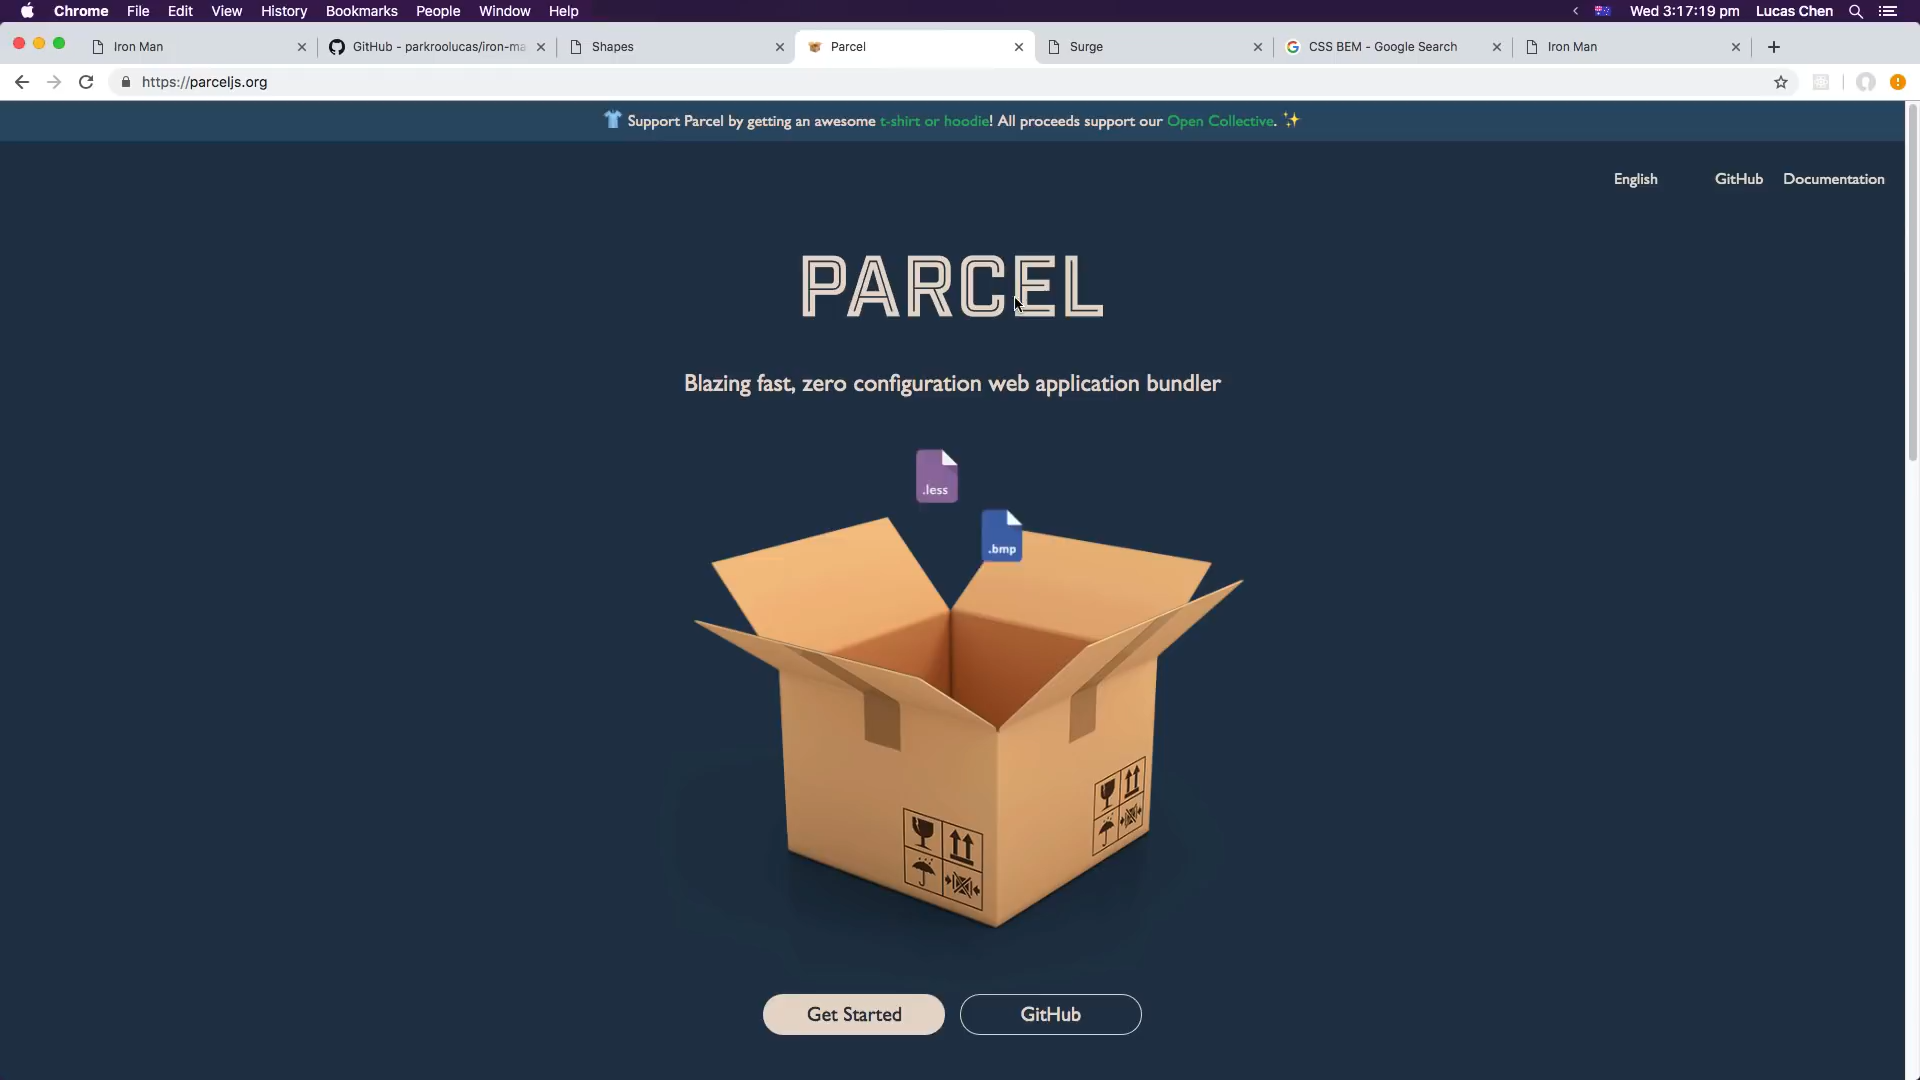 Chrome File Edit View History Bookmarks People Window Help
Wed 3:17:19 pm Lucas Chen
Iron Man
GitHub - parkroolucas/iron-ma
Shapes
Parcel
Surge
CSS BEM - Google Search
Iron Man
https://parceljs.org
Support Parcel by getting an awesome t-shirt or hoodie! All proceeds support our Open Collective.
English GitHub Documentation
PARCEL
Blazing fast, zero configuration web application bundler
.less
.bmp
Get Started GitHub